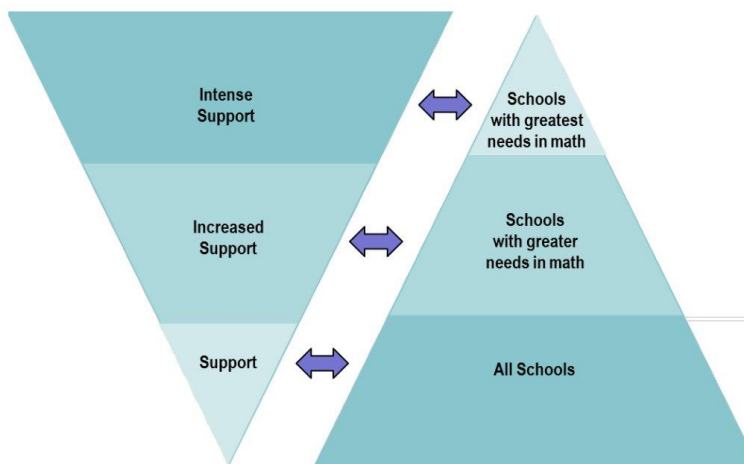 Intense
Support
Schools
with greatest
needs in math
Increased
Support
Schools
with greater
needs in math
Support
All Schools